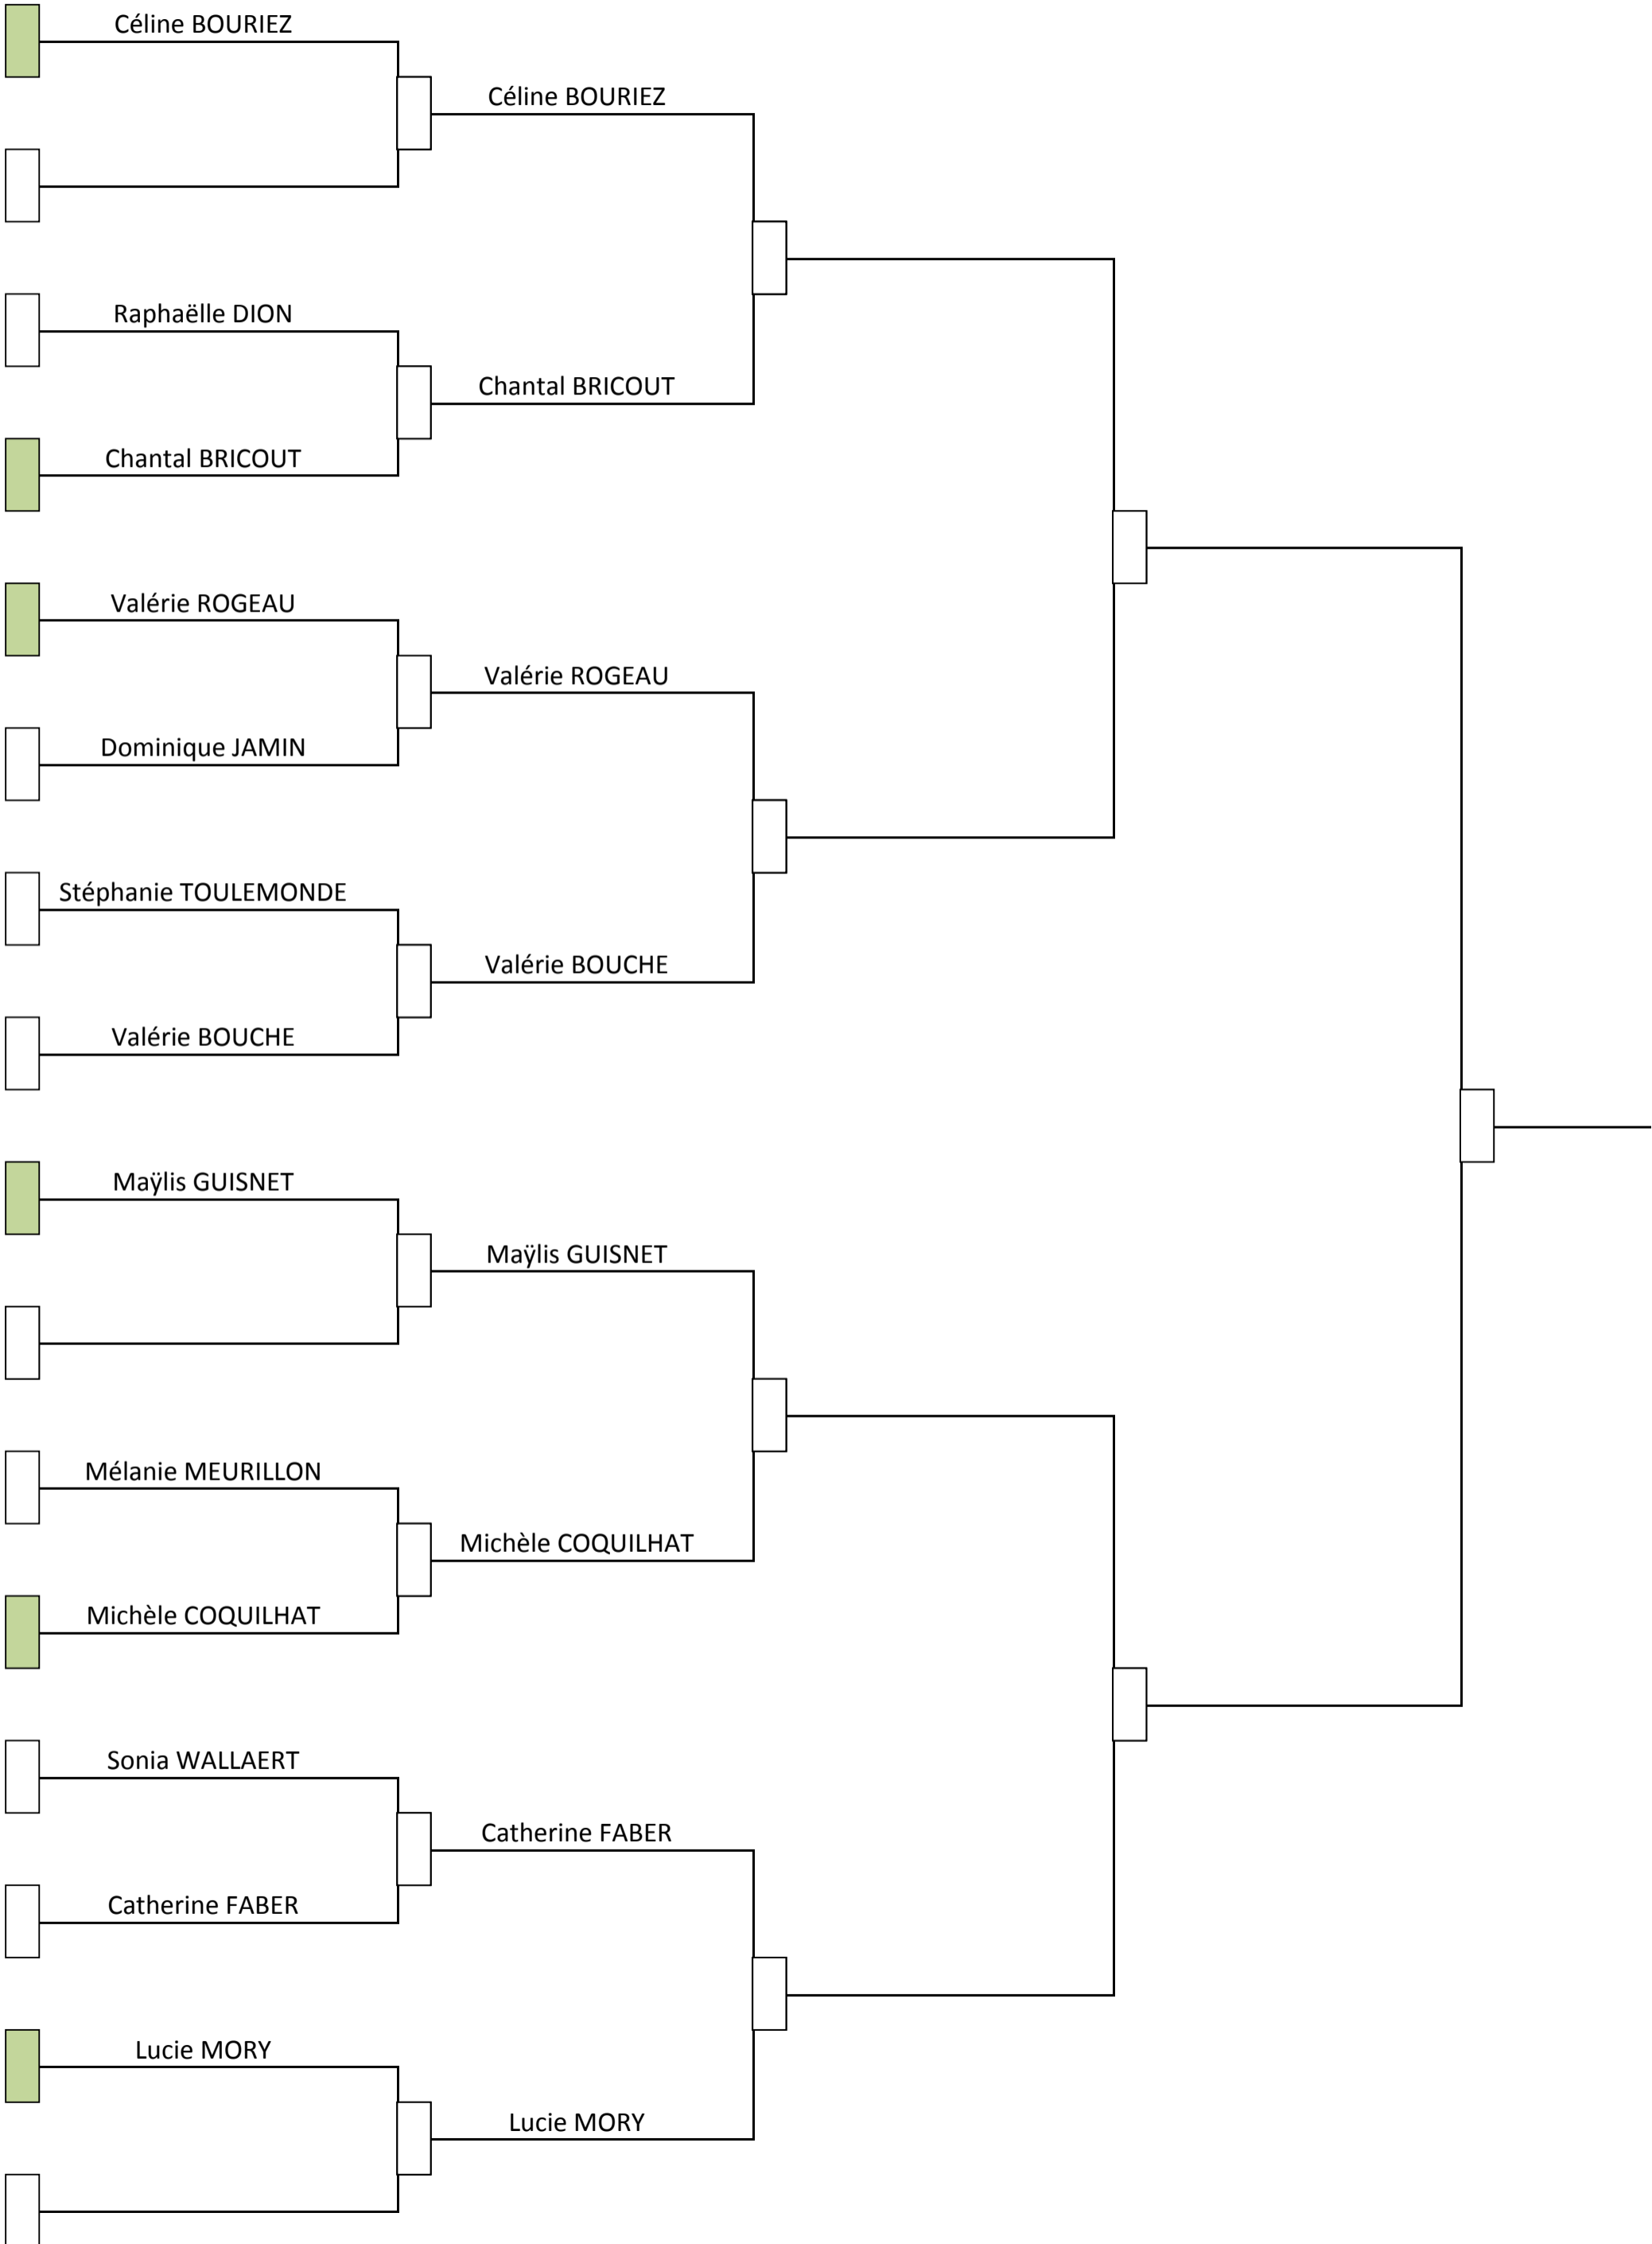 Céline BOURIEZ
Céline BOURIEZ
Raphaëlle DION
Chantal BRICOUT
Chantal BRICOUT
Valérie ROGEAU
Valérie ROGEAU
Dominique JAMIN
Stéphanie TOULEMONDE
Valérie BOUCHE
Valérie BOUCHE
Maÿlis GUISNET
Maÿlis GUISNET
Mélanie MEURILLON
Michèle COQUILHAT
Michèle COQUILHAT
Sonia WALLAERT
Catherine FABER
Catherine FABER
Lucie MORY
Lucie MORY